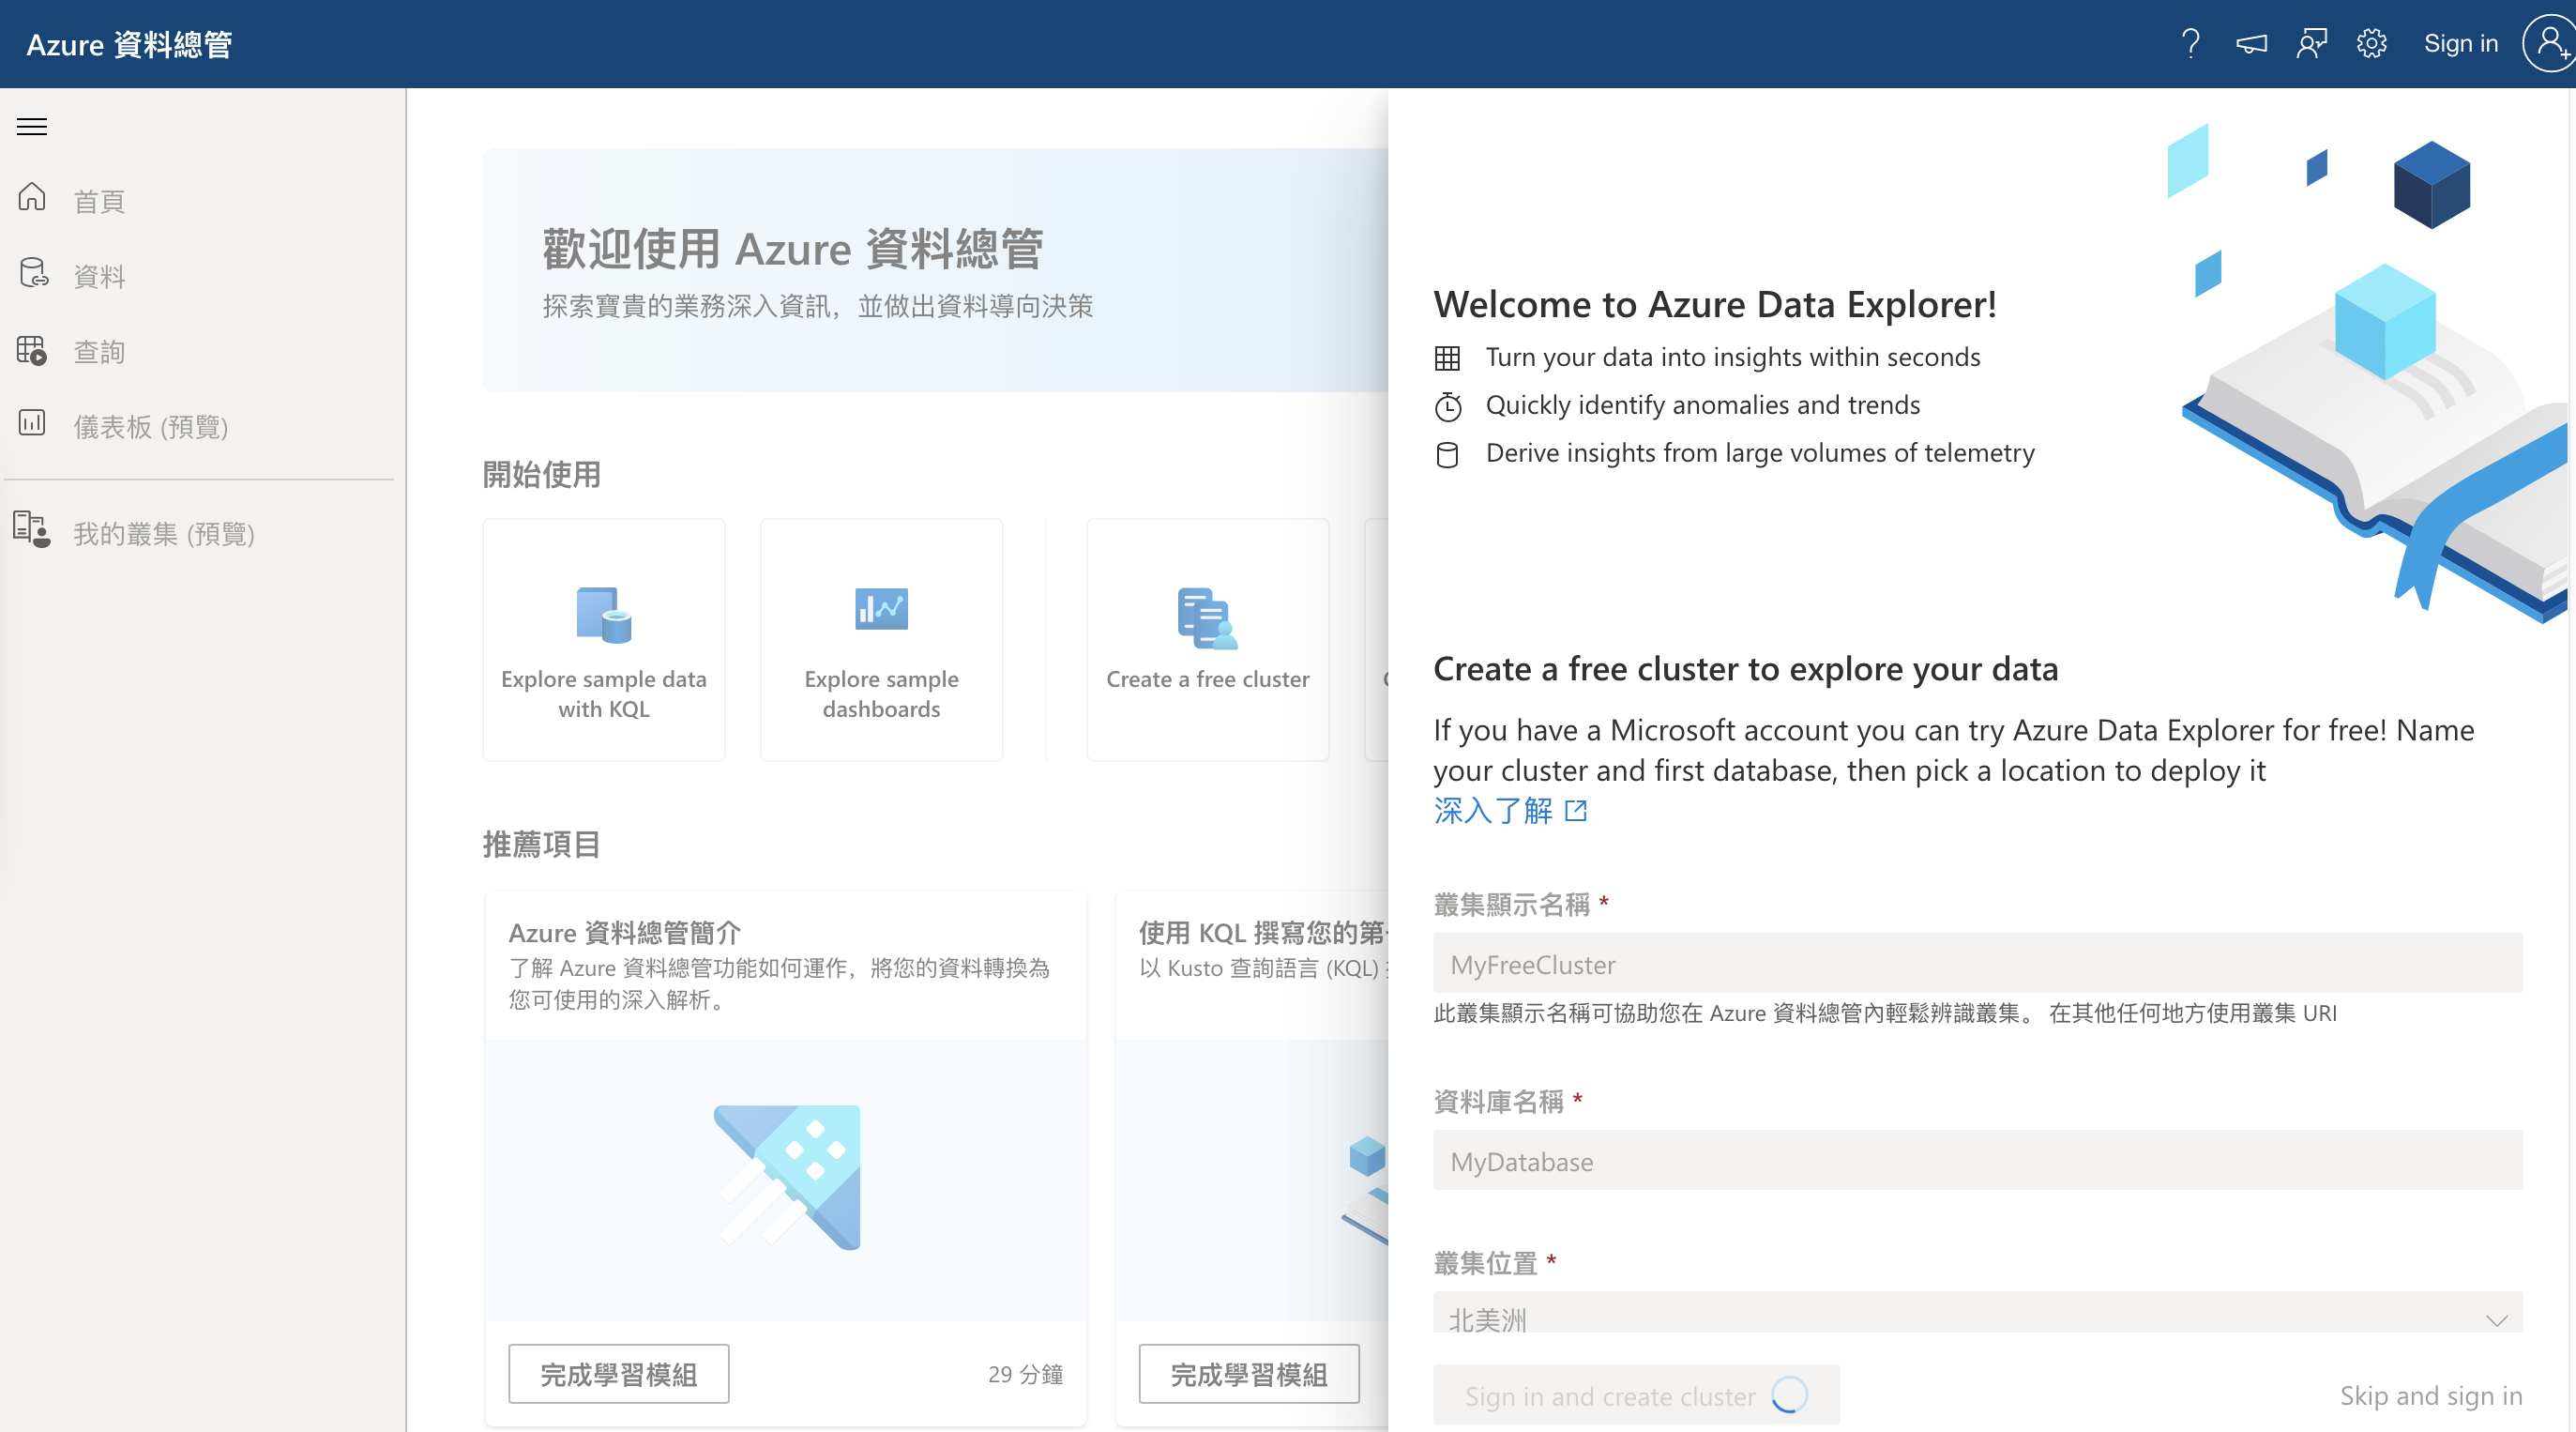 Azure 資料總管
Sign in
首頁
資料
查詢
儀表板 (預覽)
我的叢集 (預覽)
歡迎使用 Azure 資料總管
探索寶貴的業務深入資訊，並做出資料導向決策
開始使用
Explore sample data
with KQL
Explore sample
dashboards
Create a free cluster
推薦項目
Azure 資料總管簡介
了解 Azure 資料總管功能如何運作，將您的資料轉換為
您可使用的深入解析。
完成學習模組
29 分鐘
使用 KQL 撰寫您的第
以 Kusto 查詢語言 (KQL)
完成學習模組
Welcome to Azure Data Explorer!
Turn your data into insights within seconds
Quickly identify anomalies and trends
Derive insights from large volumes of telemetry
Create a free cluster to explore your data
If you have a Microsoft account you can try Azure Data Explorer for free! Name
your cluster and first database, then pick a location to deploy it
深入了解
叢集顯示名稱 *
MyFreeCluster
此叢集顯示名稱可協助您在 Azure 資料總管內輕鬆辨識叢集。 在其他任何地方使用叢集 URI
資料庫名稱 *
MyDatabase
叢集位置 *
北美洲
Sign in and create cluster
Skip and sign in